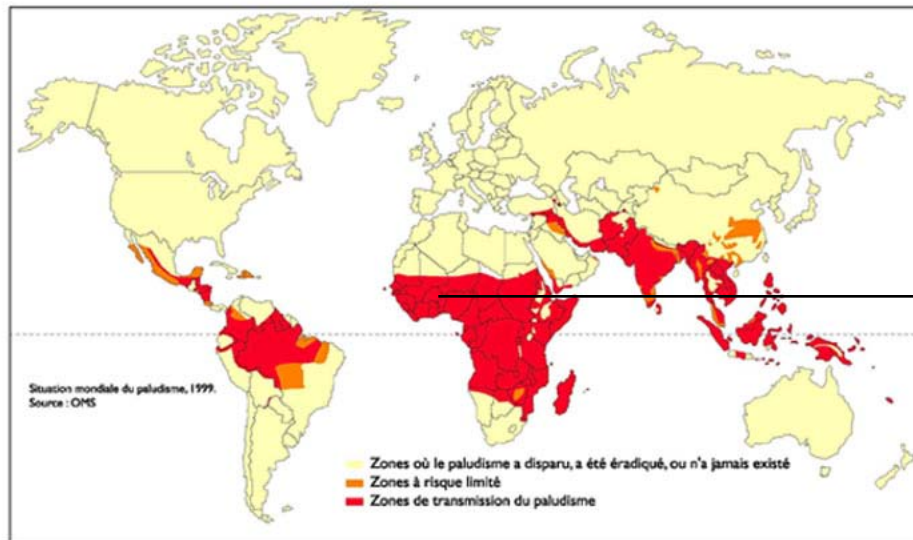 Situation mondiale du paludisme, 1999.
Source : OMS
Zones où le paludisme a disparu, a été éradiqué, ou n'a jamais existé
Zones à risque limité
Zones de transmission du paludisme